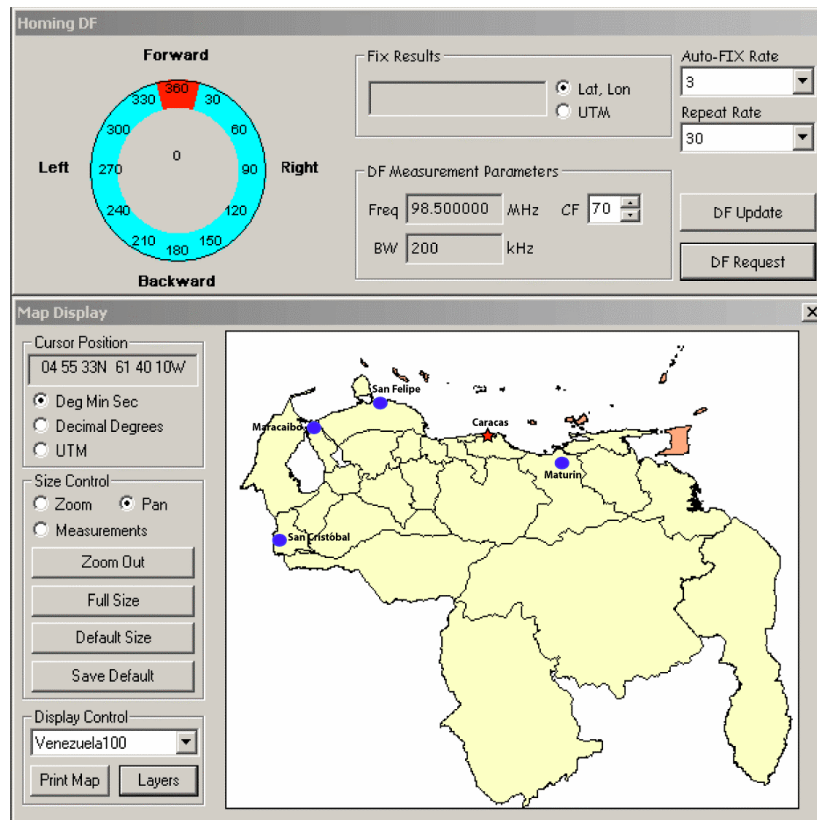 Homing DF
Forward
360
330
30
300
60
Left
270
0
90
Right
240
120
210
150
180
Backward
Fix Results
Lat, Lon
UTM
Auto-FIX Rate
3
Repeat Rate
30
DF Measurement Parameters
Freq 98.500000 MHz CF 70
BW 200 kHz
DF Update
DF Request
Map Display
Cursor Position
04 55 33N 61 40 10W
Deg Min Sec
Decimal Degrees
UTM
Size Control
Zoom Pan
Measurements
Zoom Out
Full Size
Default Size
Save Default
Display Control
Venezuela100
Print Map Layers
San Felipe
Maracaibo
Caracas
Maturin
San Cristóbal